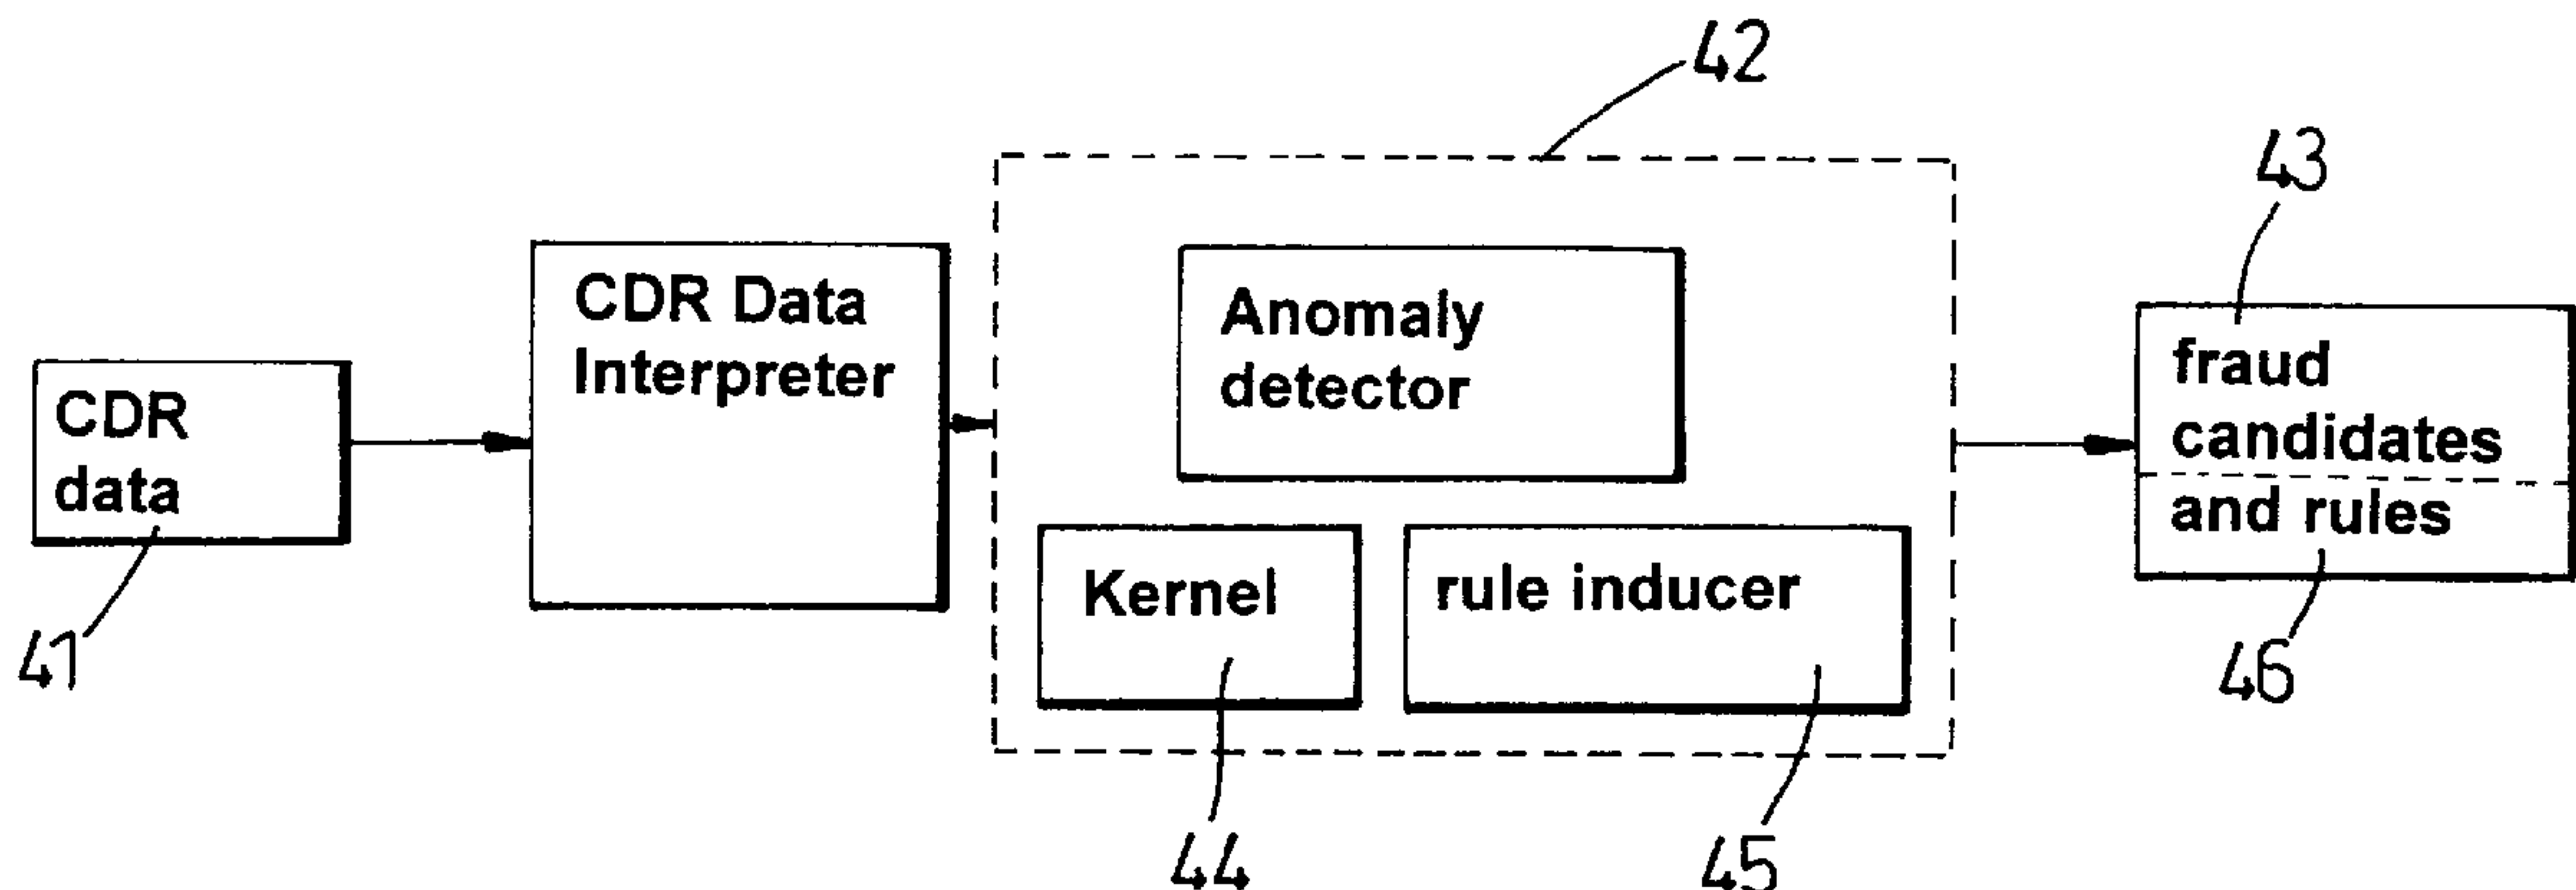 42
43
CDR Data
Interpreter
Anomaly
detector
fraud
candidates
and rules
CDR
data
Kernel
rule inducer
41
46
44
45